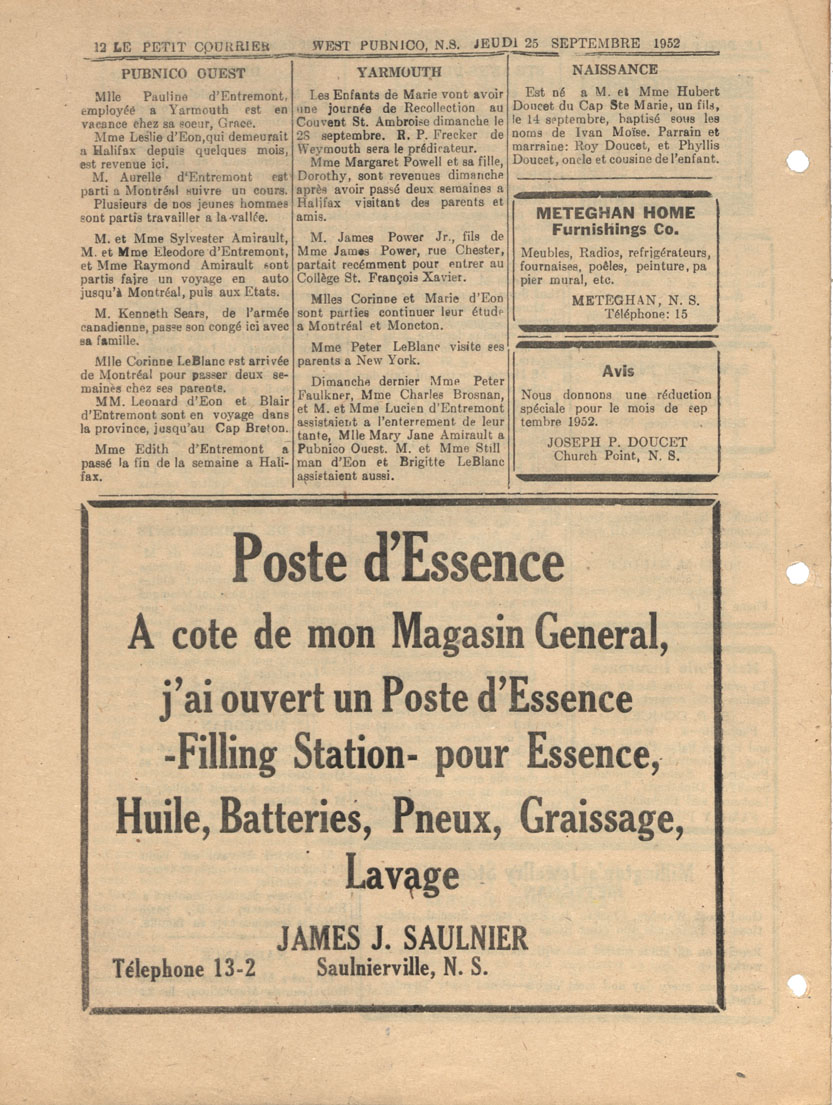 12 LE PETIT COURRIER WEST PUBNICO, N.S. JEUDI 25 SEPTEMBRE 1952
PUBNICO OUEST
Mlle Pauline d'Entremont,
employée a Yarmouth est en
vacance chez sa soeur, Grace.
Mme Leslie d'Eon,qui demeurait
a Halifax depuis quelques mois,
est revenue ici.
M. Aurelle d'Entremont est
parti a Montréal suivre un cours.
Plusieurs de nos jeunes hommes
sont partis travailler a la vallée.
M. et Mme Sylvester Amirault,
M. et Mme Eleodore d'Entremont,
et Mme Raymond Amirault sont
partis faire un voyage en auto
jusqu'à Montréal, puis aux Etats.
M. Kenneth Sears, de l'armée
canadienne, passe son congé ici avec
sa famille.
Mlle Corinne LeBlanc est arrivée
de Montréal pour passer deux se-
maines chez ses parents.
MM. Leonard d'Eon et Blair
d'Entremont sont en voyage dans
la province, jusqu'au Cap Breton.
Mme Edith d'Entremont a
passé la fin de la semaine a Hali-
fax.
YARMOUTH
Les Enfants de Marie vont avoir
une journée de Recollection au
Couvent St. Ambroise dimanche le
28 septembre. R. P. Frecker de
Weymouth sera le prédicateur.
Mme Margaret Powell et sa fille,
Dorothy, sont revenues dimanche
après avoir passé deux semaines a
Halifax visitant des parents et
amis.
M. James Power Jr., fils de
Mme James Power, rue Chester,
partait recémment pour entrer au
Collège St. François Xavier.
Mlles Corinne et Marie d'Eon
sont parties continuer leur étude
a Montréal et Moncton.
Mme Peter LeBlanc visite ses
parents a New York.
Dimanche dernier Mme Peter
Faulkner, Mme Charles Brosnan,
et M. et Mme Lucien d'Entremont
assistaient a l'enterrement de leur
tante, Mlle Mary Jane Amirault a
Pubnico Ouest. M. et Mme Still
man d'Eon et Brigitte LeBlanc
assistaient aussi.
NAISSANCE
Est né a M. et Mme Hubert
Doucet du Cap Ste Marie, un fils,
le 14 septembre, baptisé sous les
noms de Ivan Moïse. Parrain et
marraine: Roy Doucet, et Phyllis
Doucet, oncle et cousine de l'enfant.
METEGHAN HOME
Furnishings Co.
Meubles, Radios, refrigérateurs,
fournaises, poêles, peinture, pa
pier mural, etc.
METEGHAN, N. S.
Téléphone: 15
Avis
Nous donnons une réduction
spéciale pour le mois de sep
tembre 1952.
JOSEPH P. DOUCET
Church Point, N. S.
Poste d'Essence
A cote de mon Magasin General,
j'ai ouvert un Poste d'Essence
-Filling Station- pour Essence,
Huile, Batteries, Pneux, Graissage,
Lavage
JAMES J. SAULNIER
Télephone 13-2 Saulnierville, N. S.